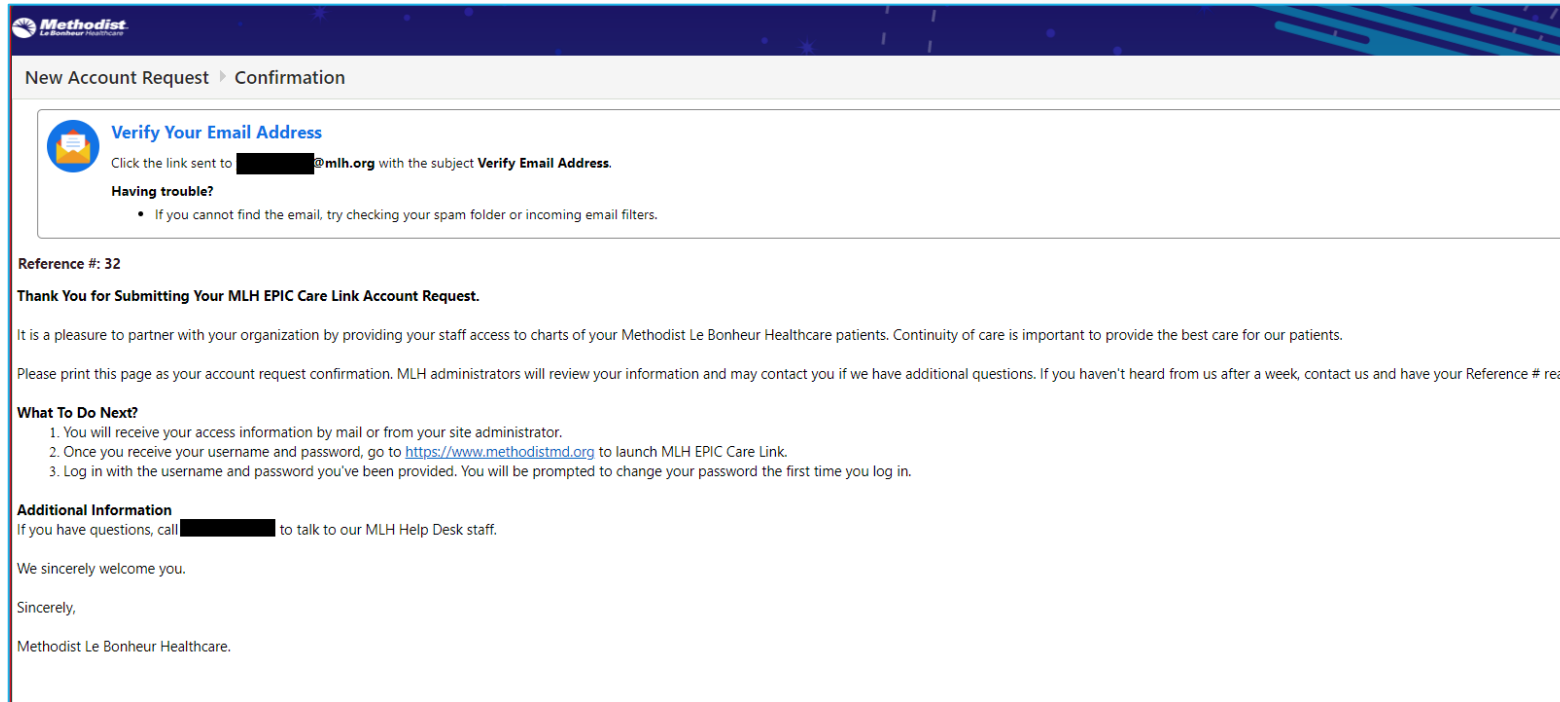 Methodist
Le Bonheur Healthcare
New Account Request Confirmation
Verify Your Email Address
Click the link sent to @mlh.org with the subject Verify Email Address.
Having trouble?
• If you cannot find the email, try checking your spam folder or incoming email filters.
Reference #: 32
Thank You for Submitting Your MLH EPIC Care Link Account Request.
It is a pleasure to partner with your organization by providing your staff access to charts of your Methodist Le Bonheur Healthcare patients. Continuity of care is important to provide the best care for our patients.
Please print this page as your account request confirmation. MLH administrators will review your information and may contact you if we have additional questions. If you haven't heard from us after a week, contact us and have your Reference #
What To Do Next?
1. You will receive your access information by mail or from your site administrator.
2. Once you receive your username and password, go to https://www.methodistmd.org to launch MLH EPIC Care Link.
3. Log in with the username and password you've been provided. You will be prompted to change your password the first time you log in.
Additional Information
If you have questions, call to talk to our MLH Help Desk staff.
We sincerely welcome you.
Sincerely,
Methodist Le Bonheur Healthcare.